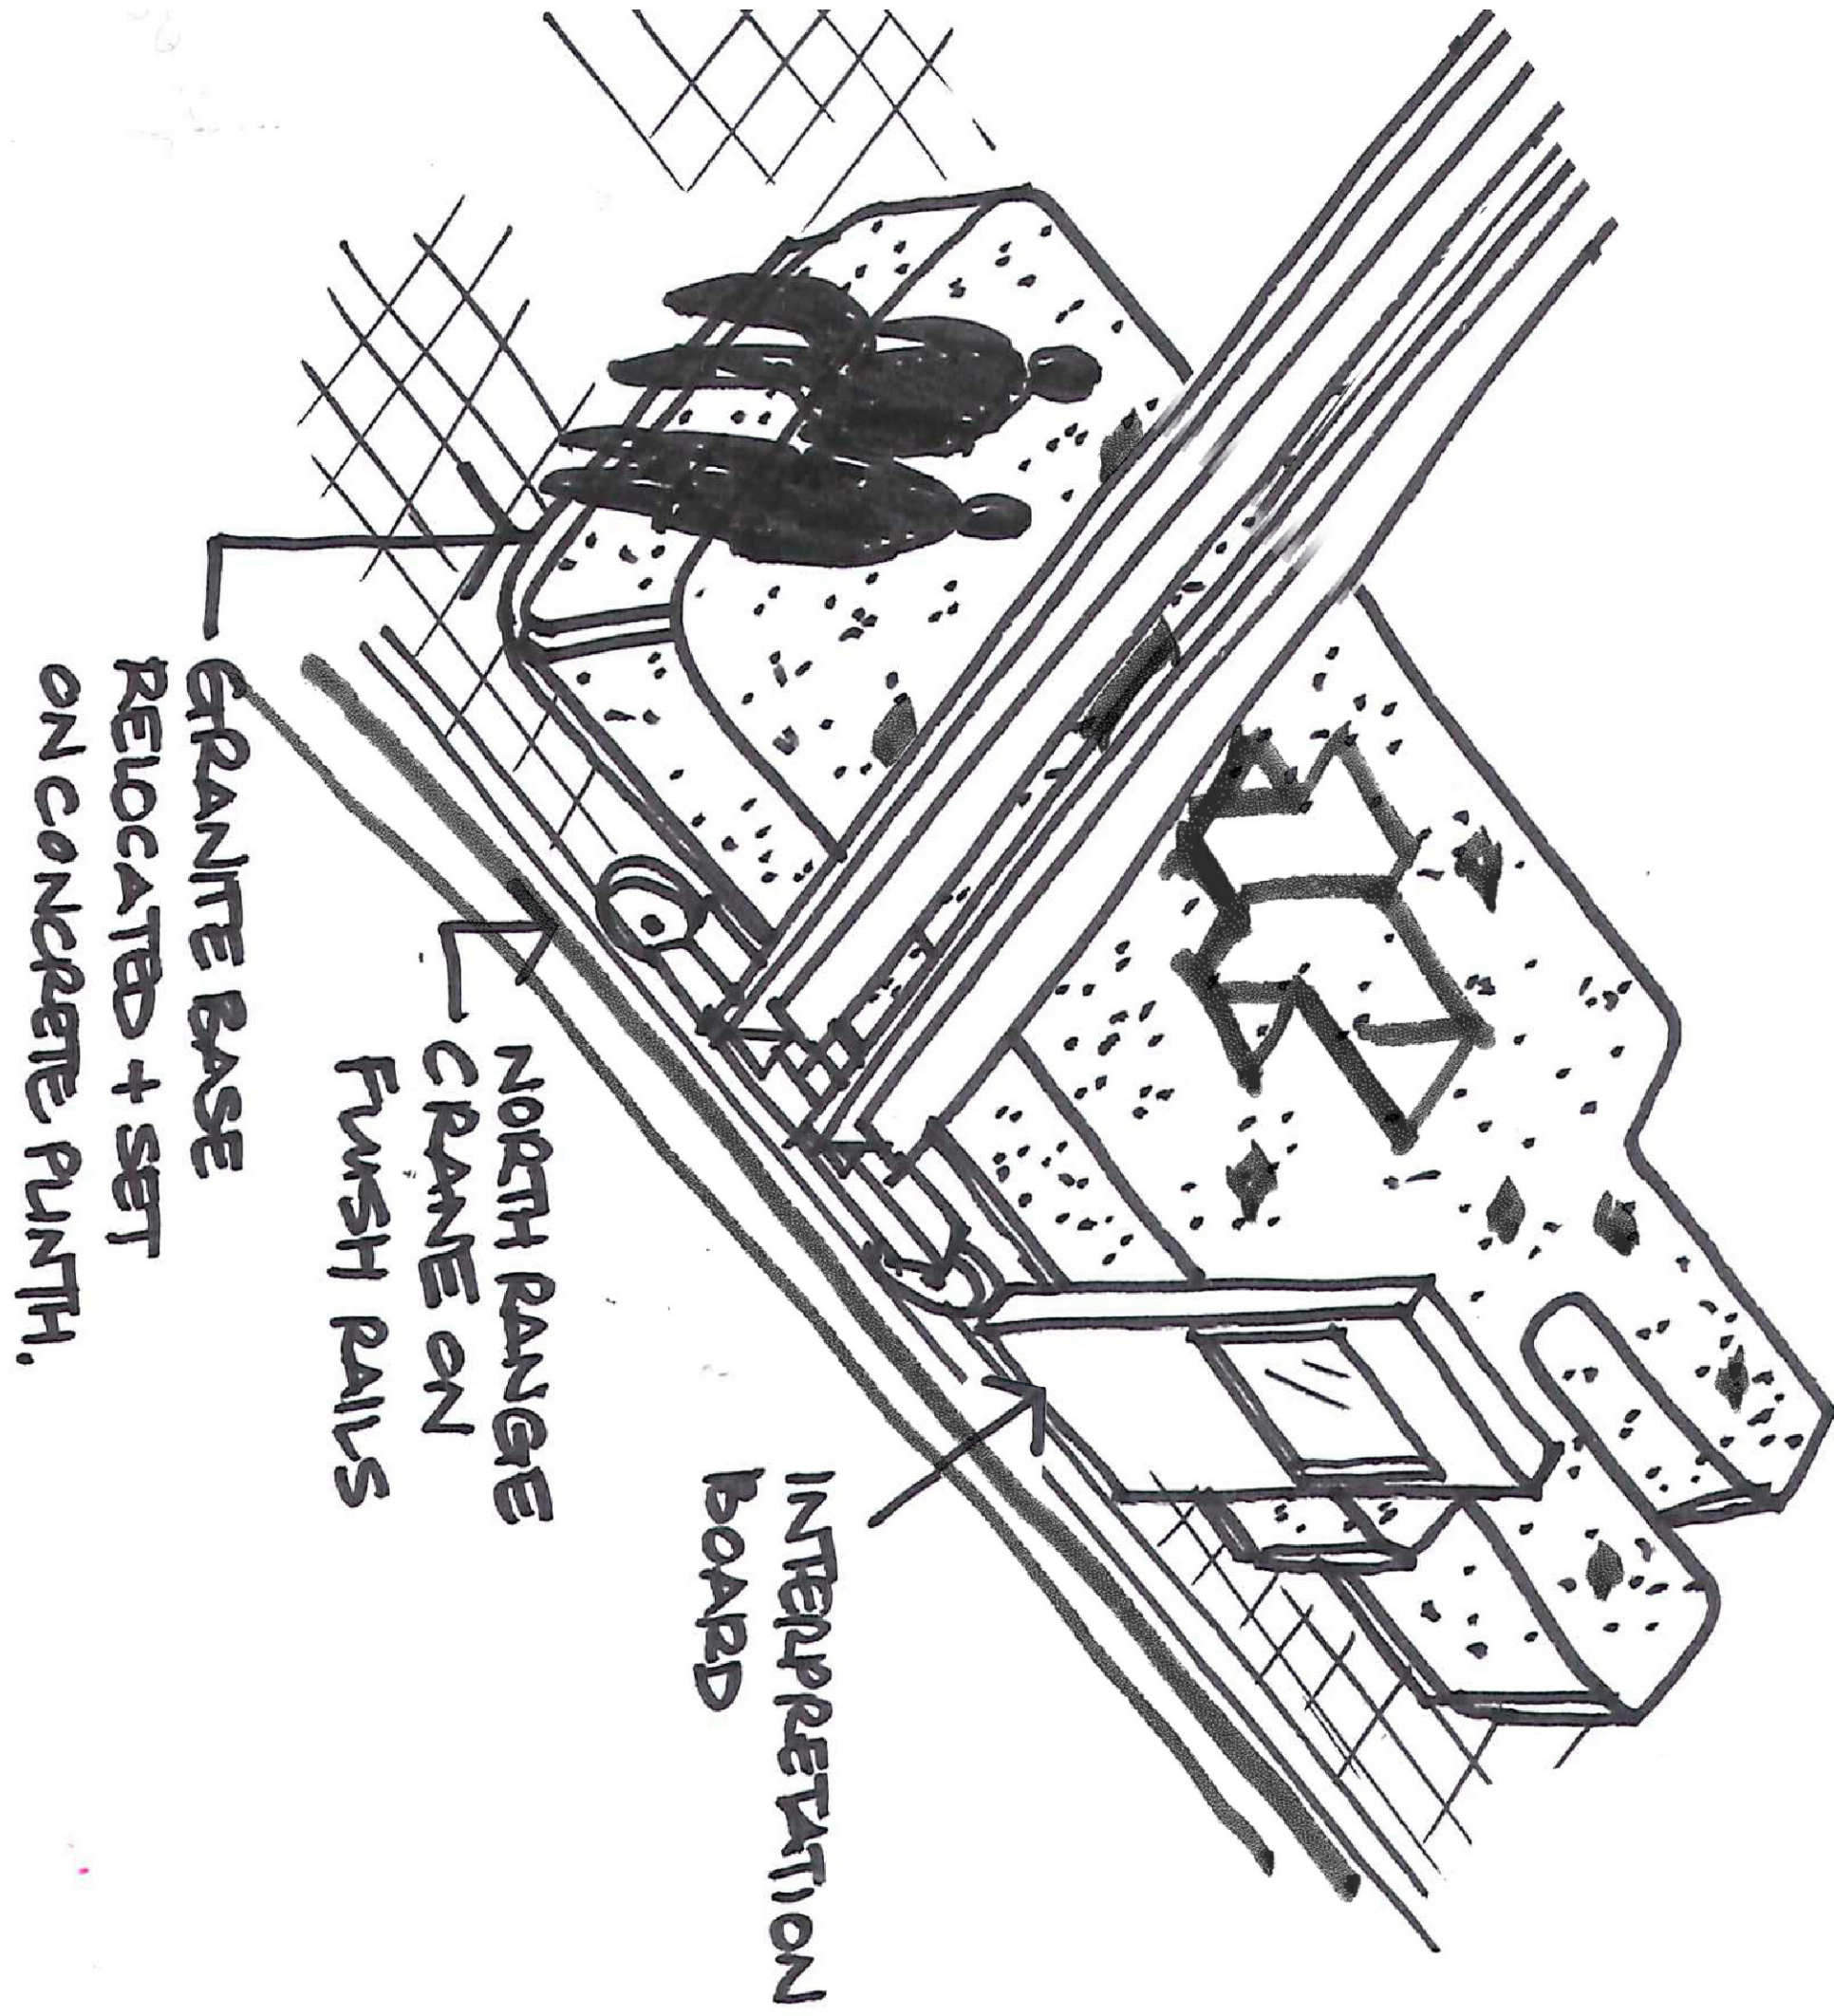 GRANITE BASE
RELOCATED + SET
ON CONCRETE PLINTH.
NORTH RANGE
CRANE ON
FLUSH RAILS
INTERPRETATION
BOARD